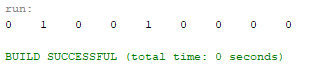 run:
0 1 0 0 1 0 0 0 0
BUILD SUCCESSFUL (total time: 0 seconds)